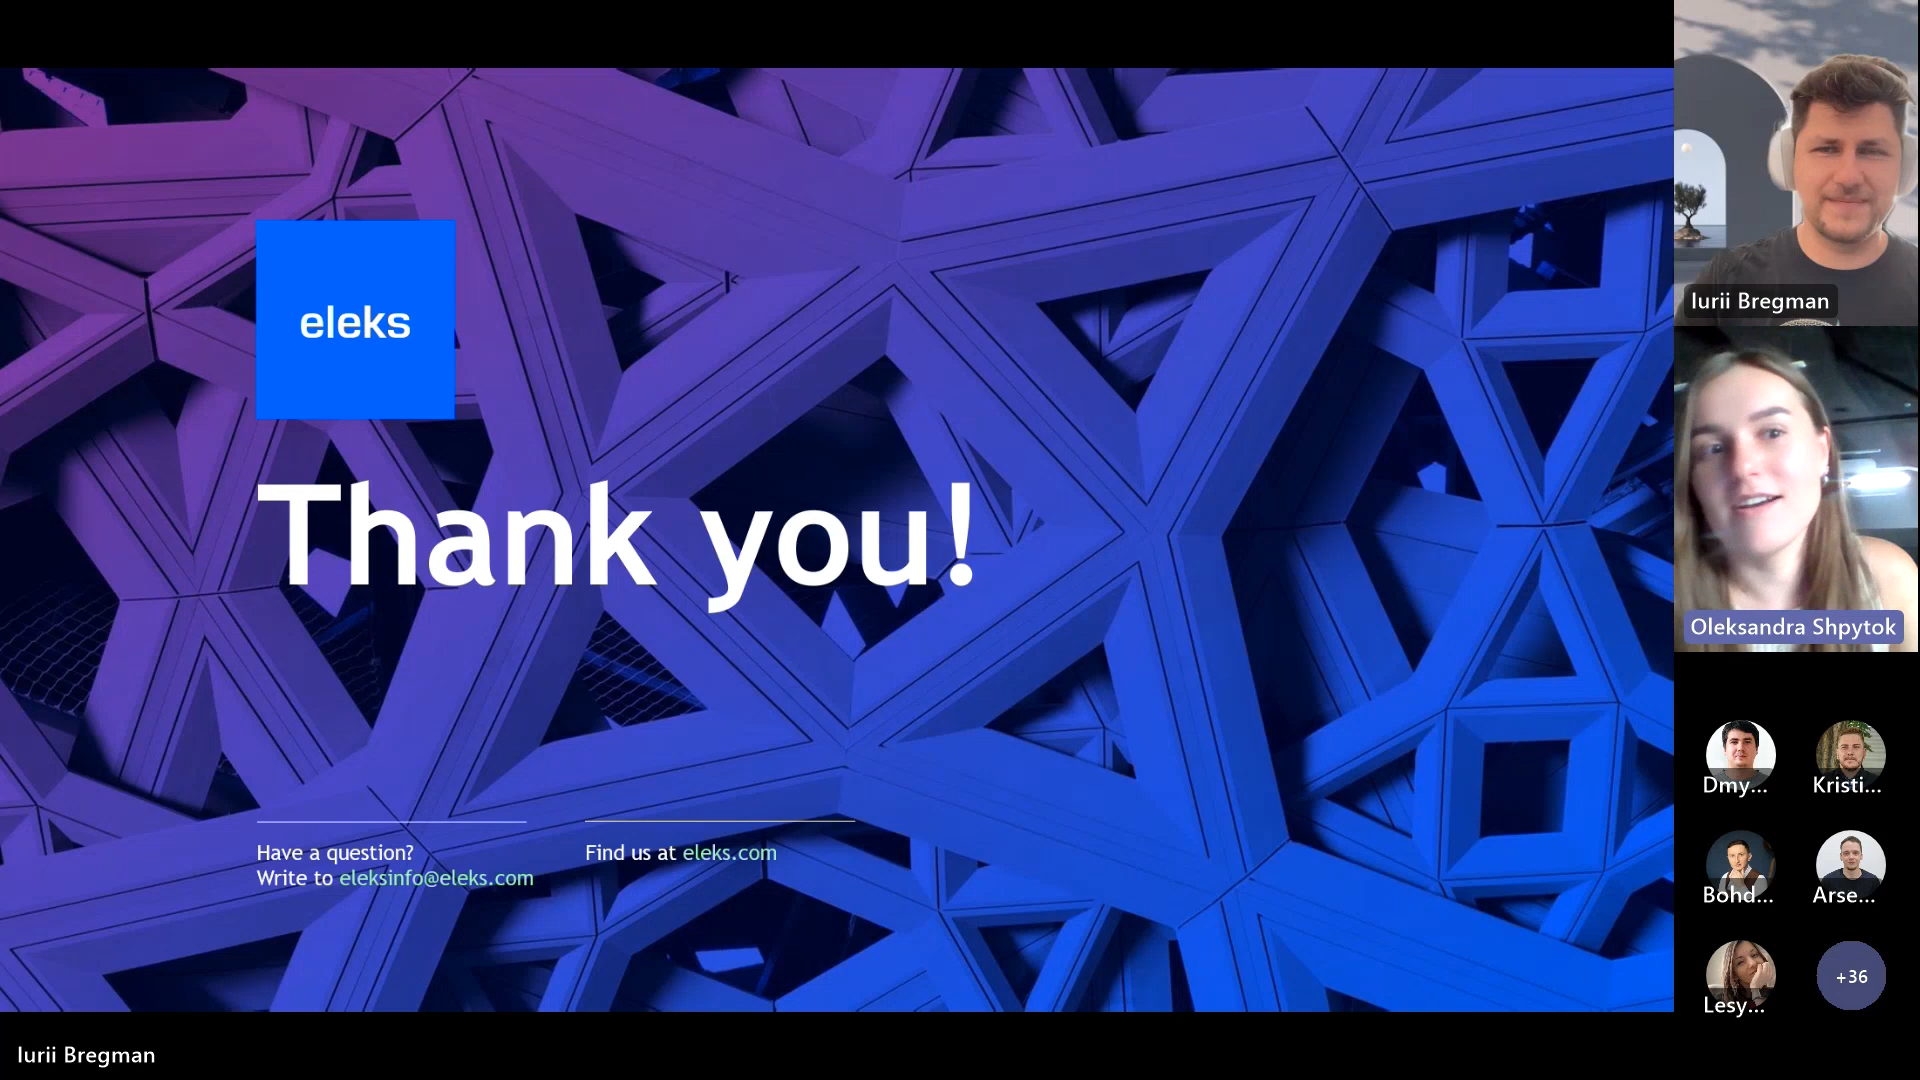 eleks
Thank you!
Have a question?
Write to eleksinfo@eleks.com
Find us at eleks.com
Iurii Bregman
Iurii Bregman
Oleksandra Shpytok
Dmy...
Kristi...
Bohd...
Arse...
Lesy...
+36